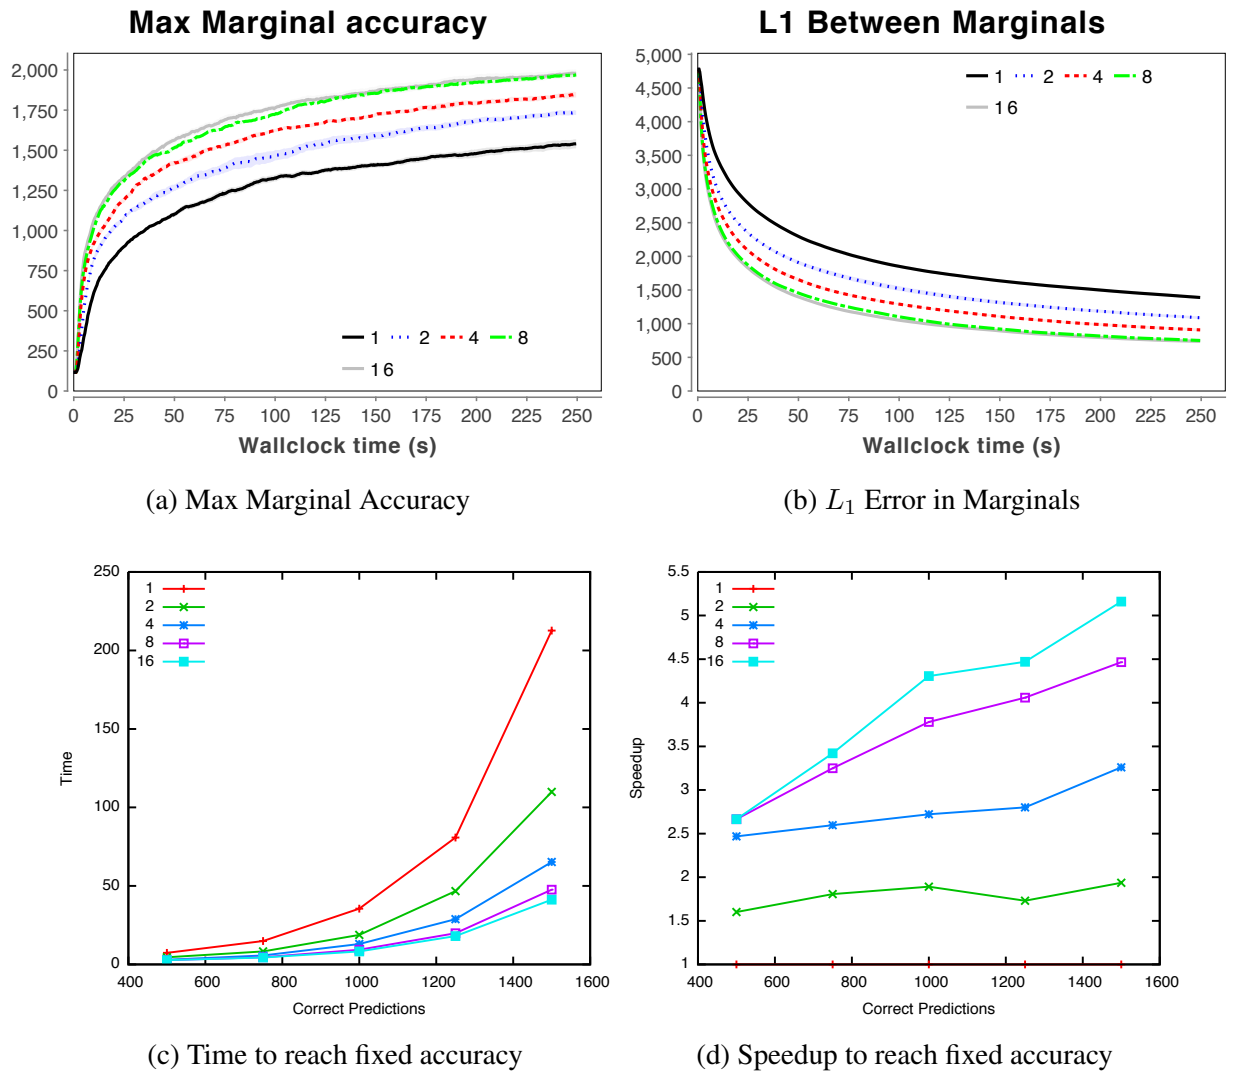 Max Marginal accuracy
2,000
1,750
1,500
1,250
1,000
750
500
250
0
1 2 4 8
16
0 25 50 75 100 125 150 175 200 225 250
Wallclock time (s)
(a) Max Marginal Accuracy
L1 Between Marginals
5,000
4,500
4,000
3,500
3,000
2,500
2,000
1,500
1,000
500
0
1 2 4 8
16
0 25 50 75 100 125 150 175 200 225 250
Wallclock time (s)
(b) L1 Error in Marginals
250
200
150
100
50
0
Time
1
2
4
8
16
400 600 800 1000 1200 1400 1600
Correct Predictions
(c) Time to reach fixed accuracy
5.5
5
4.5
4
3.5
3
2.5
2
1.5
1
Speedup
1
2
4
8
16
400 600 800 1000 1200 1400 1600
Correct Predictions
(d) Speedup to reach fixed accuracy